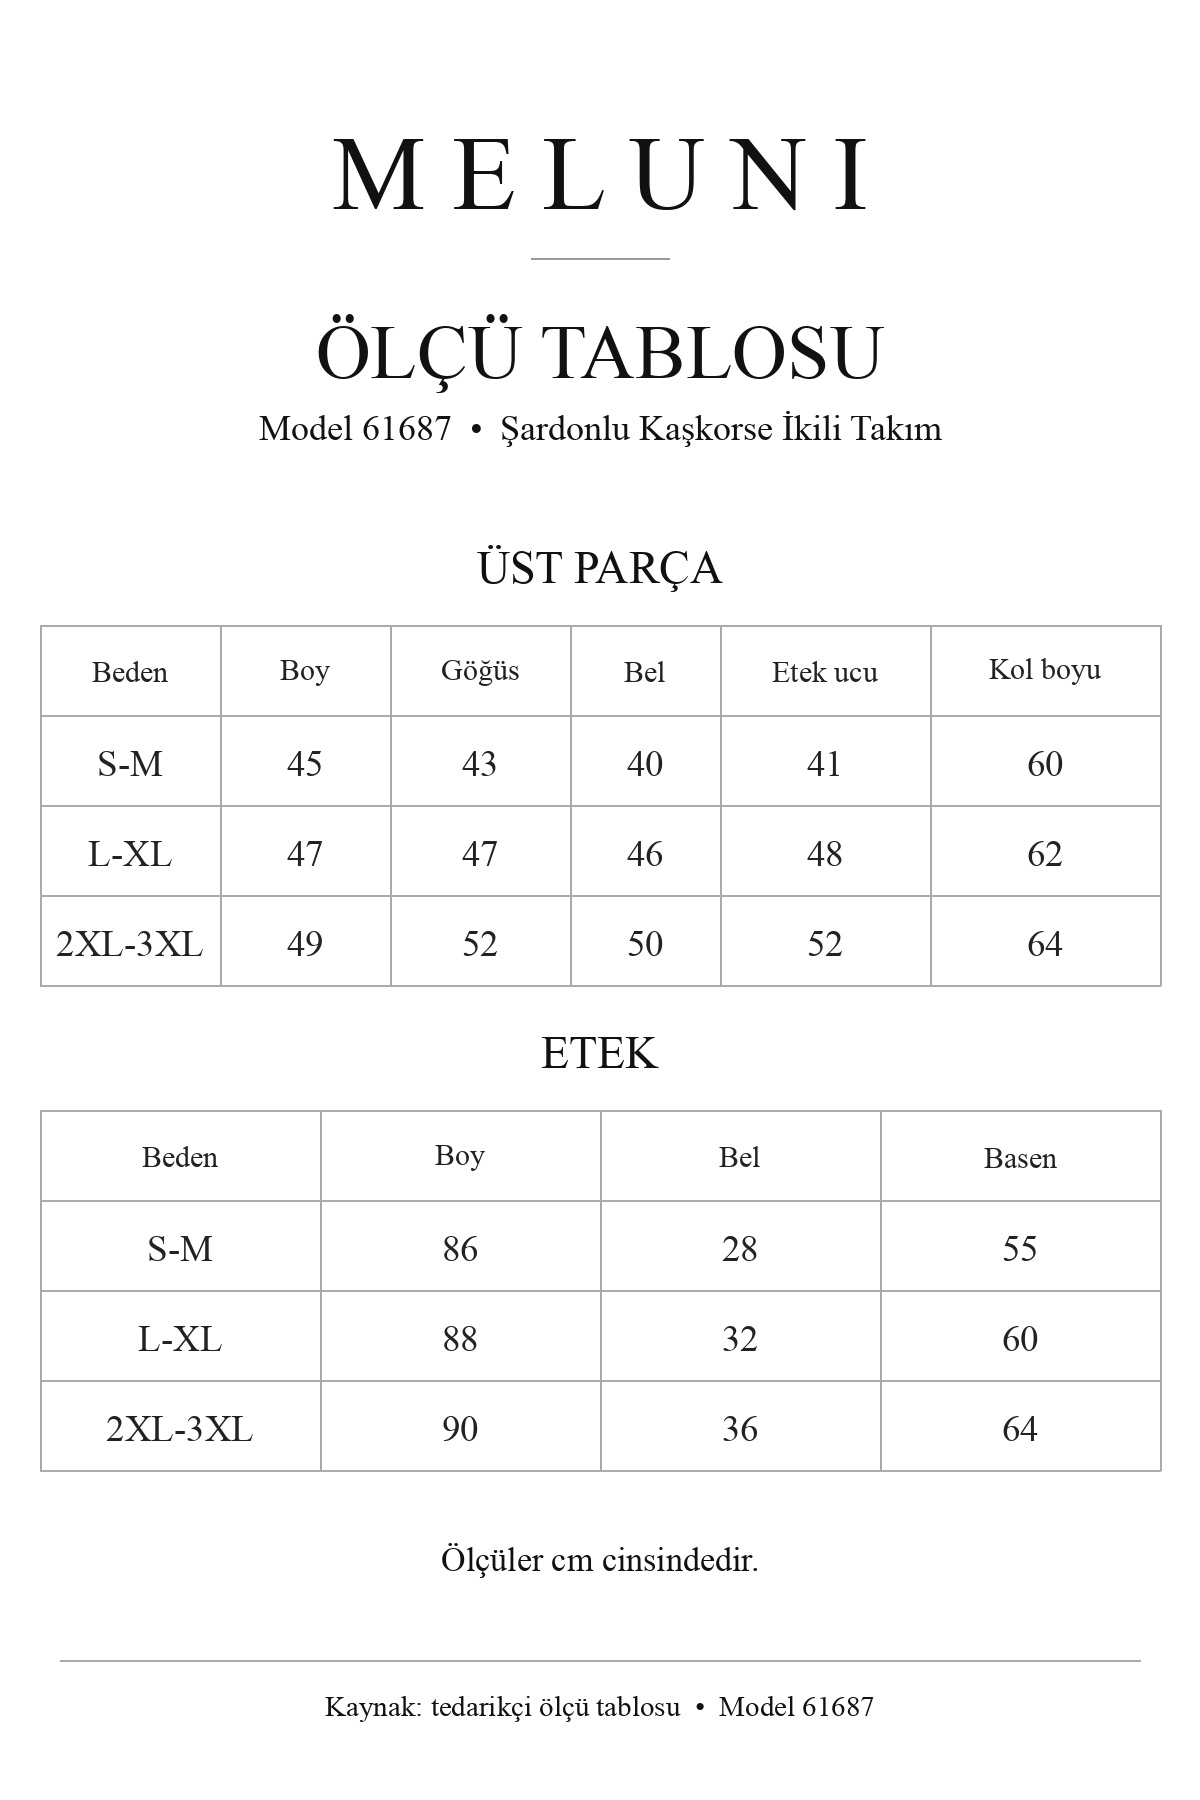 MELUNI
ÖLÇÜ TABLOSU
Model 61687 • Şardonlu Kaşkorse İkili Takım
ÜST PARÇA
Beden Boy Göğüs Bel Etek ucu Kol boyu
S-M 45 43 40 41 60
L-XL 47 47 46 48 62
2XL-3XL 49 52 50 52 64
ETEK
Beden Boy Bel Basen
S-M 86 28 55
L-XL 88 32 60
2XL-3XL 90 36 64
Ölçüler cm cinsindedir.
Kaynak: tedarikçi ölçü tablosu • Model 61687